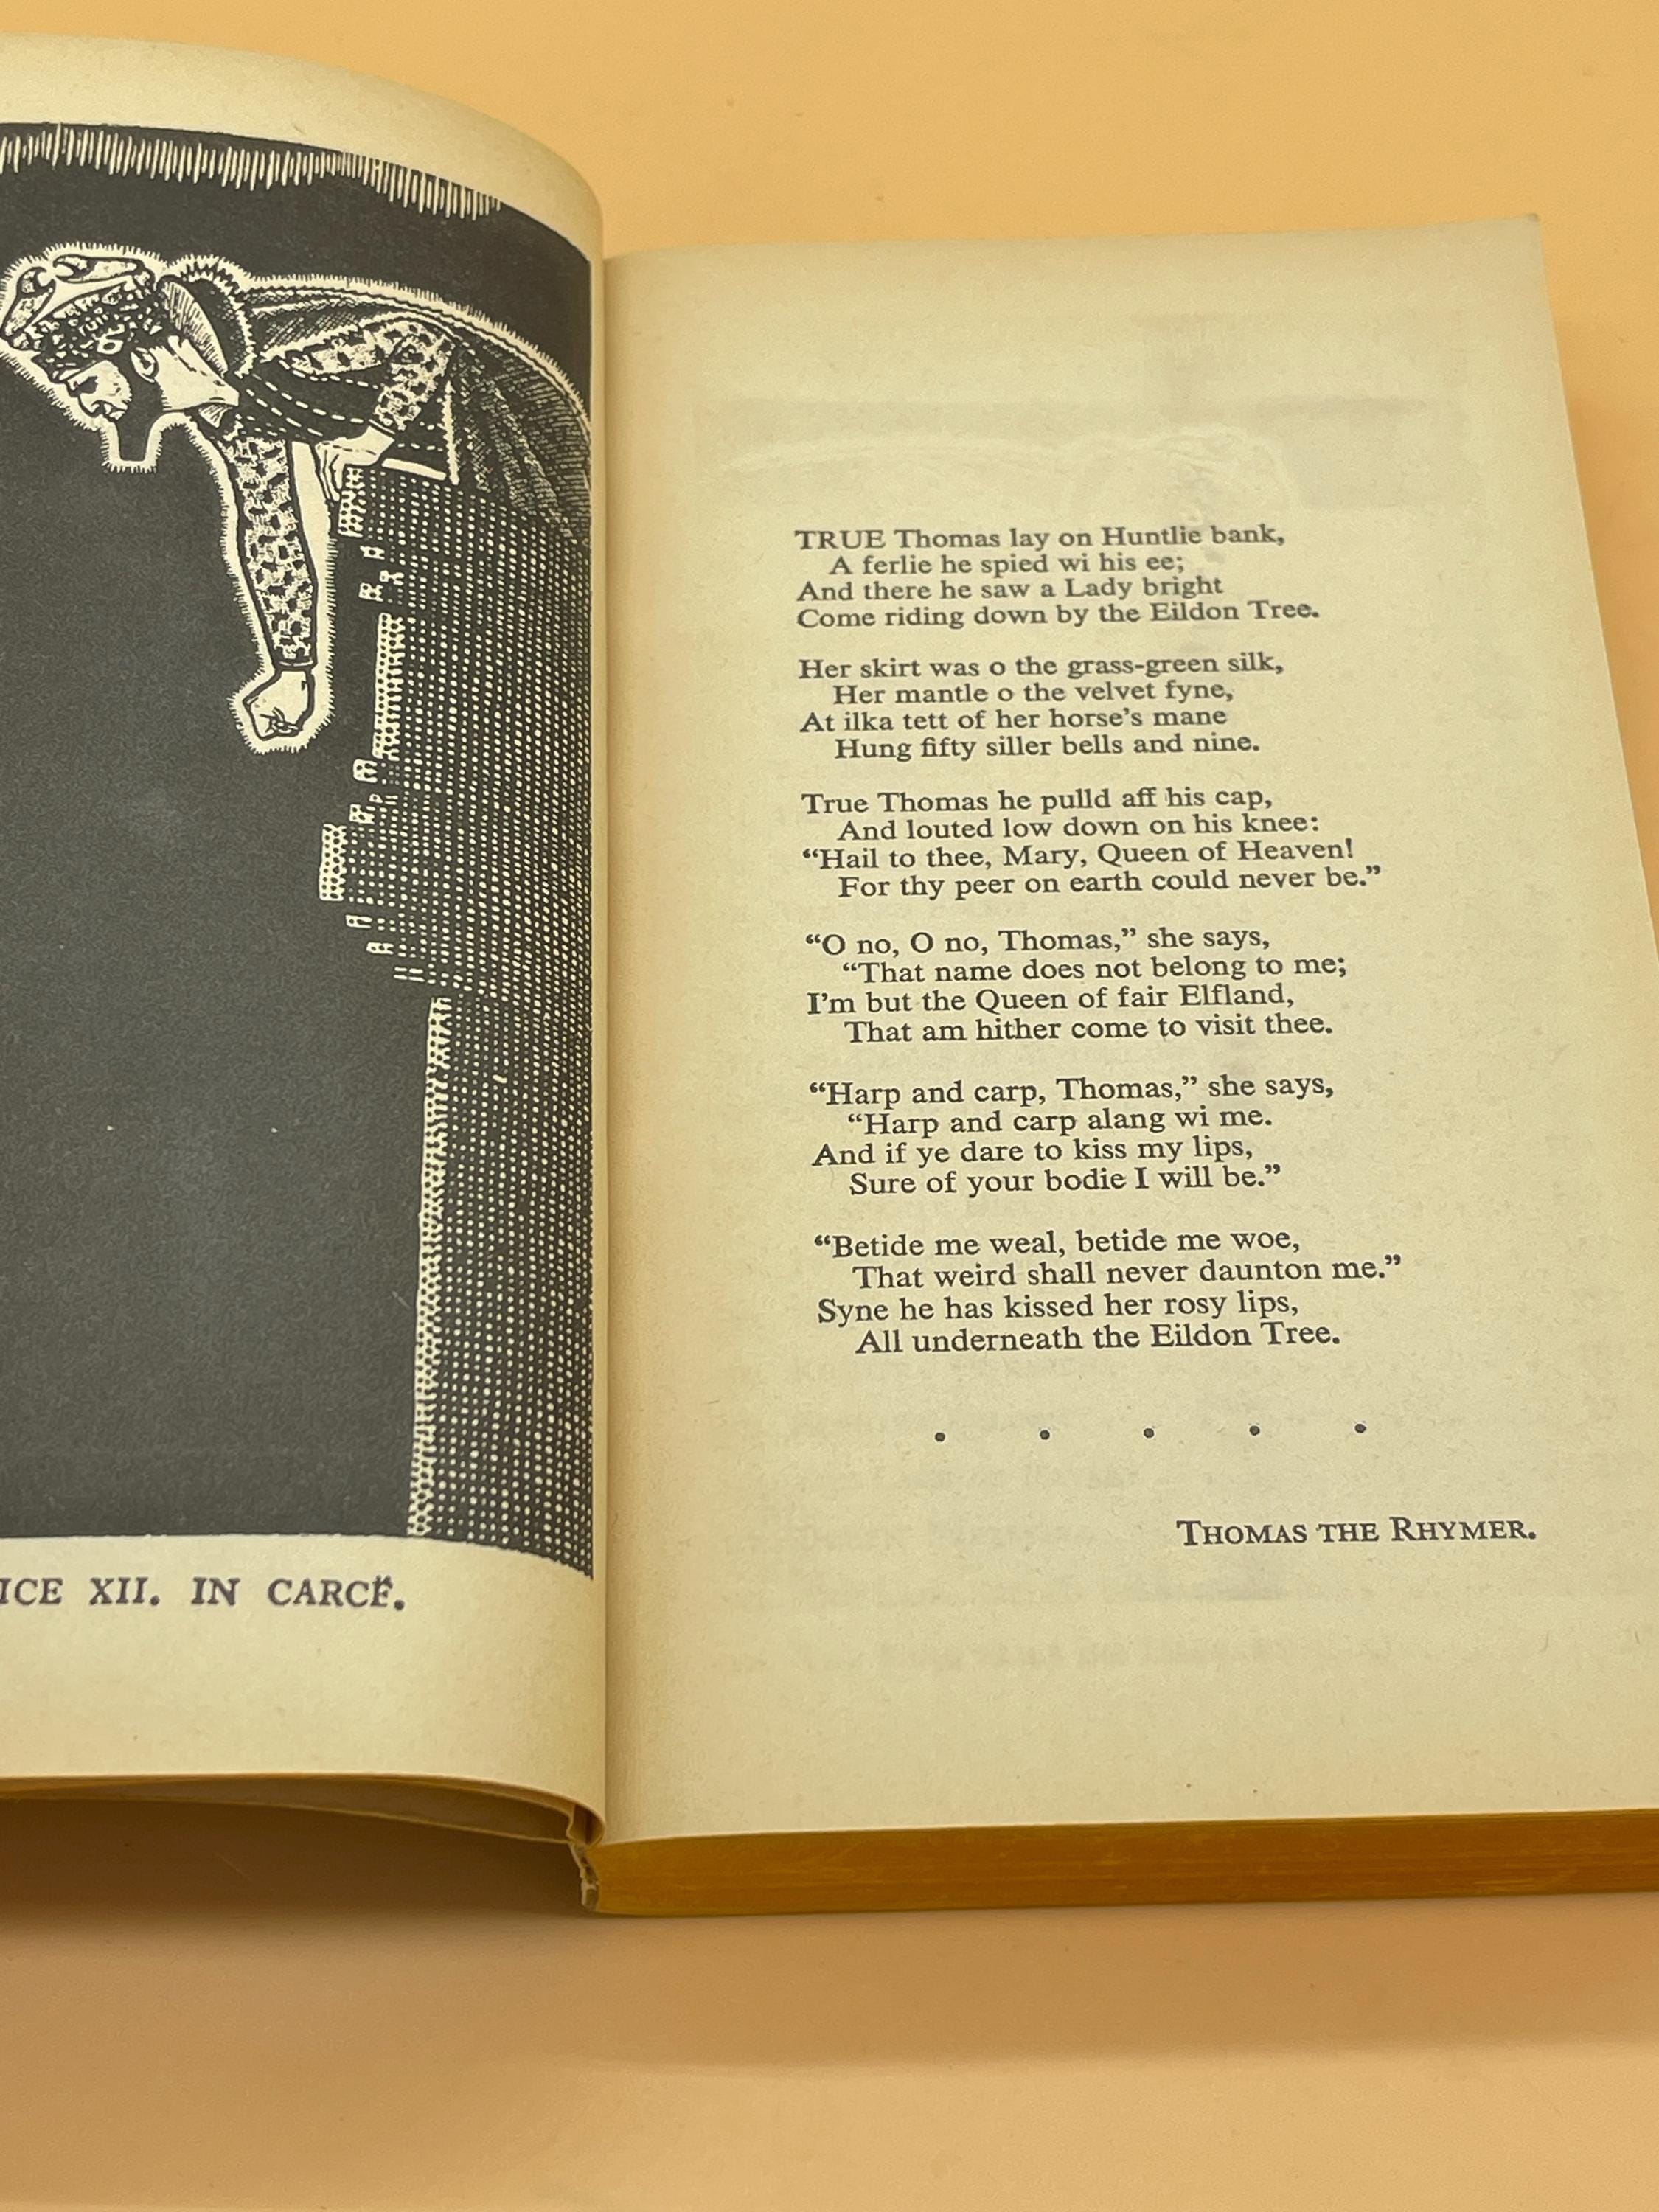 ICE XII. IN CARCË.
TRUE Thomas lay on Huntlie bank,
A ferlie he spied wi his ee;
And there he saw a Lady bright
Come riding down by the Eildon Tree.
Her skirt was o the grass-green silk,
Her mantle o the velvet fyne,
At ilka tett of her horse's mane
Hung fifty siller bells and nine.
True Thomas he pulld aff his cap,
And louted low down on his knee:
“Hail to thee, Mary, Queen of Heaven!
For thy peer on earth could never be.”
“O no, O no, Thomas,” she says,
“That name does not belong to me;
I'm but the Queen of fair Elfland,
That am hither come to visit thee.
“Harp and carp, Thomas,” she says,
“Harp and carp alang wi me.
And if ye dare to kiss my lips,
Sure of your bodie I will be.”
“Betide me weal, betide me woe,
That weird shall never daunton me.”
Syne he has kissed her rosy lips,
All underneath the Eildon Tree.
. . . . .
THOMAS THE RHYMER.